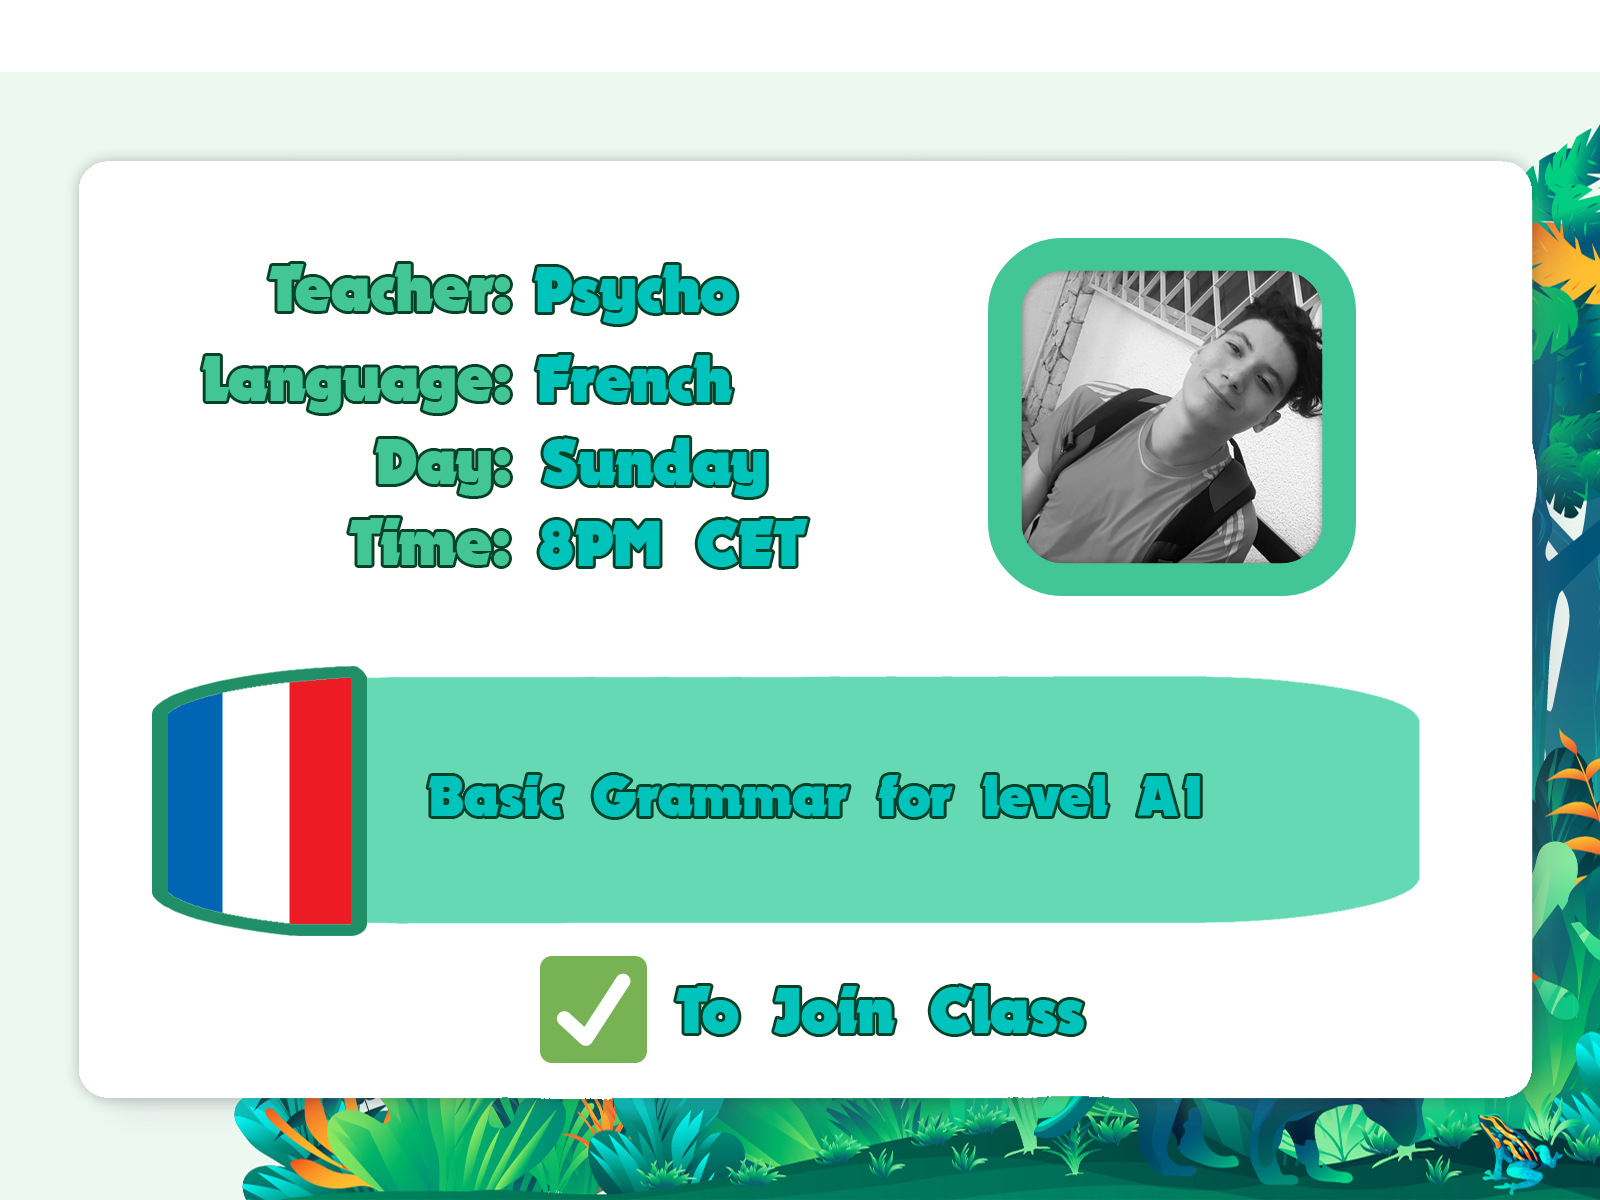 Teacher: Psycho
Language: French
Day: Sunday
Time: 8PM CET
Basic Grammar for level A1
To Join Class